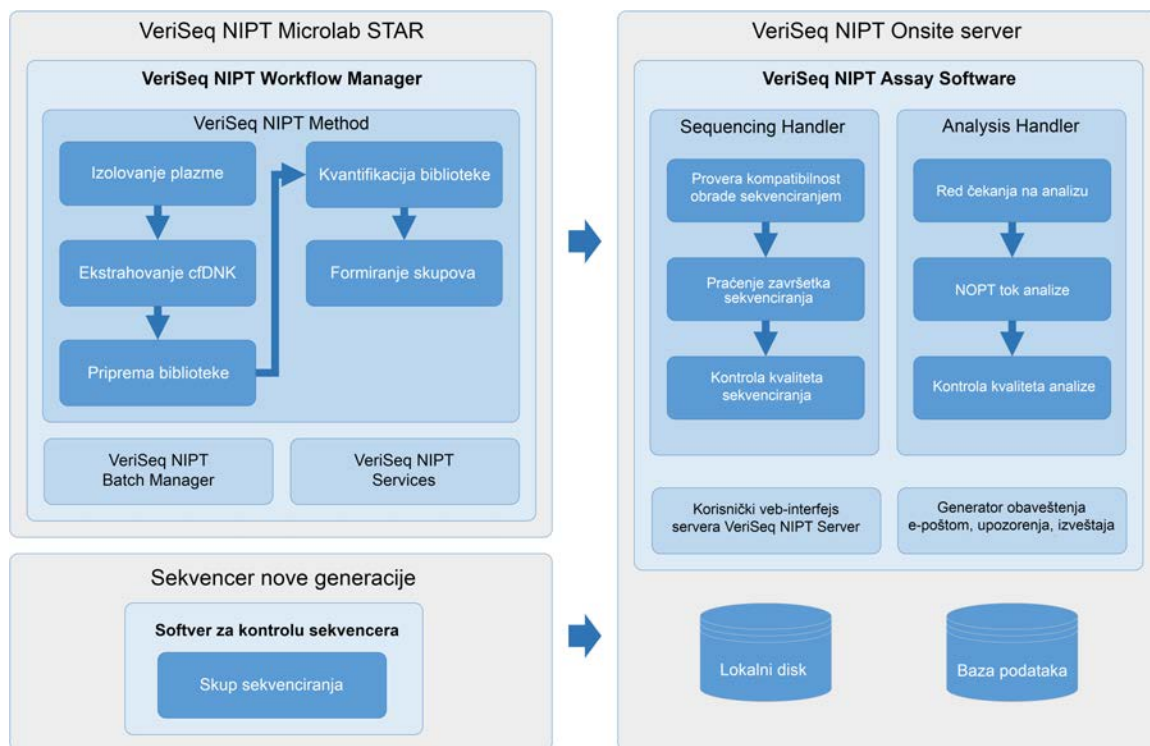 VeriSeq NIPT Microlab STAR
VeriSeq NIPT Workflow Manager
VeriSeq NIPT Method
Izolovanje plazme
Ekstrahovanje cfDNK
Priprema biblioteke
Kvantifikacija biblioteke
Formiranje skupova
VeriSeq NIPT
Batch Manager
VeriSeq NIPT
Services
Sekvencer nove generacije
Softver za kontrolu sekvencera
Skup sekvenciranja
VeriSeq NIPT Onsite server
VeriSeq NIPT Assay Software
Sequencing Handler
Provera kompatibilnost
obrade sekvenciranjem
Praćenje završetka
sekvenciranja
Kontrola kvaliteta
sekvenciranja
Analysis Handler
Red čekanja na analizu
NOPT tok analize
Kontrola kvaliteta analize
Korisnički veb-interfejs
servera VeriSeq NIPT Server
Generator obaveštenja
e-poštom, upozorenja, izveštaja
Lokalni disk
Baza podataka